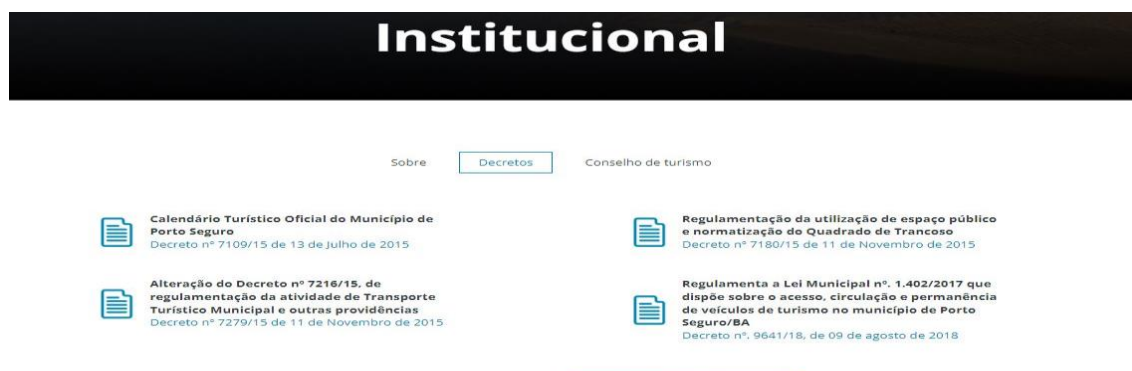 Institucional
Sobre
Decretos
Conselho de turismo
Calendário Turístico Oficial do Município de
Porto Seguro
Decreto nº 7109/15 de 13 de Julho de 2015
Regulamentação da utilização de espaço público
e normatização do Quadrado de Trancoso
Decreto nº 7180/15 de 11 de Novembro de 2015
Alteração do Decreto nº 7216/15, de
regulamentação da atividade de Transporte
Turístico Municipal e outras providências
Decreto nº 7279/15 de 11 de Novembro de 2015
Regulamenta a Lei Municipal nº. 1.402/2017 que
dispõe sobre o acesso, circulação e permanência
de veículos de turismo no município de Porto
Seguro/BA
Decreto nº. 9641/18, de 09 de agosto de 2018